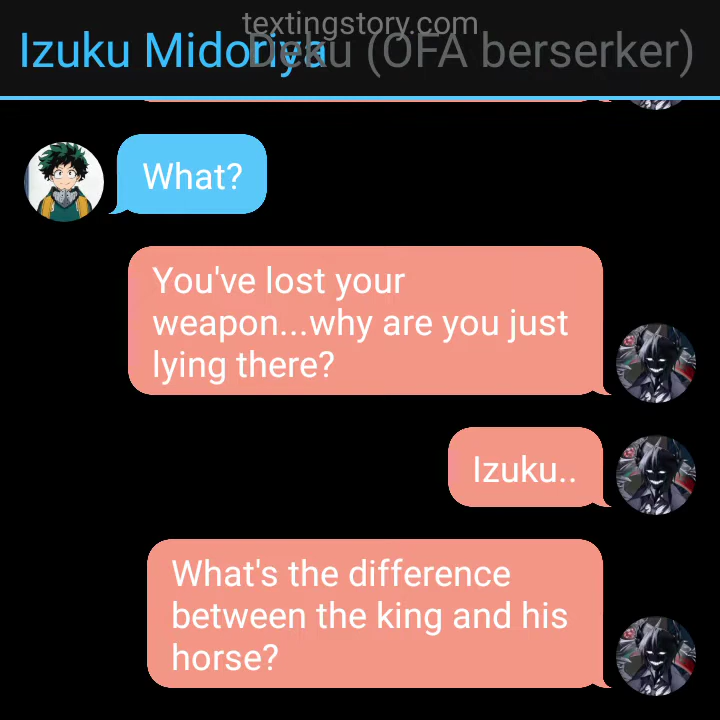 textingstory.com
Izuku Midoriya
Deku (OFA berserker)
What?
You've lost your
weapon...why are you just
lying there?
Izuku..
What's the difference
between the king and his
horse?